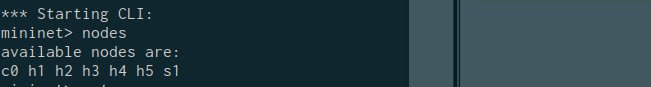 *** Starting CLI:
mininet> nodes
available nodes are:
c0 h1 h2 h3 h4 h5 s1